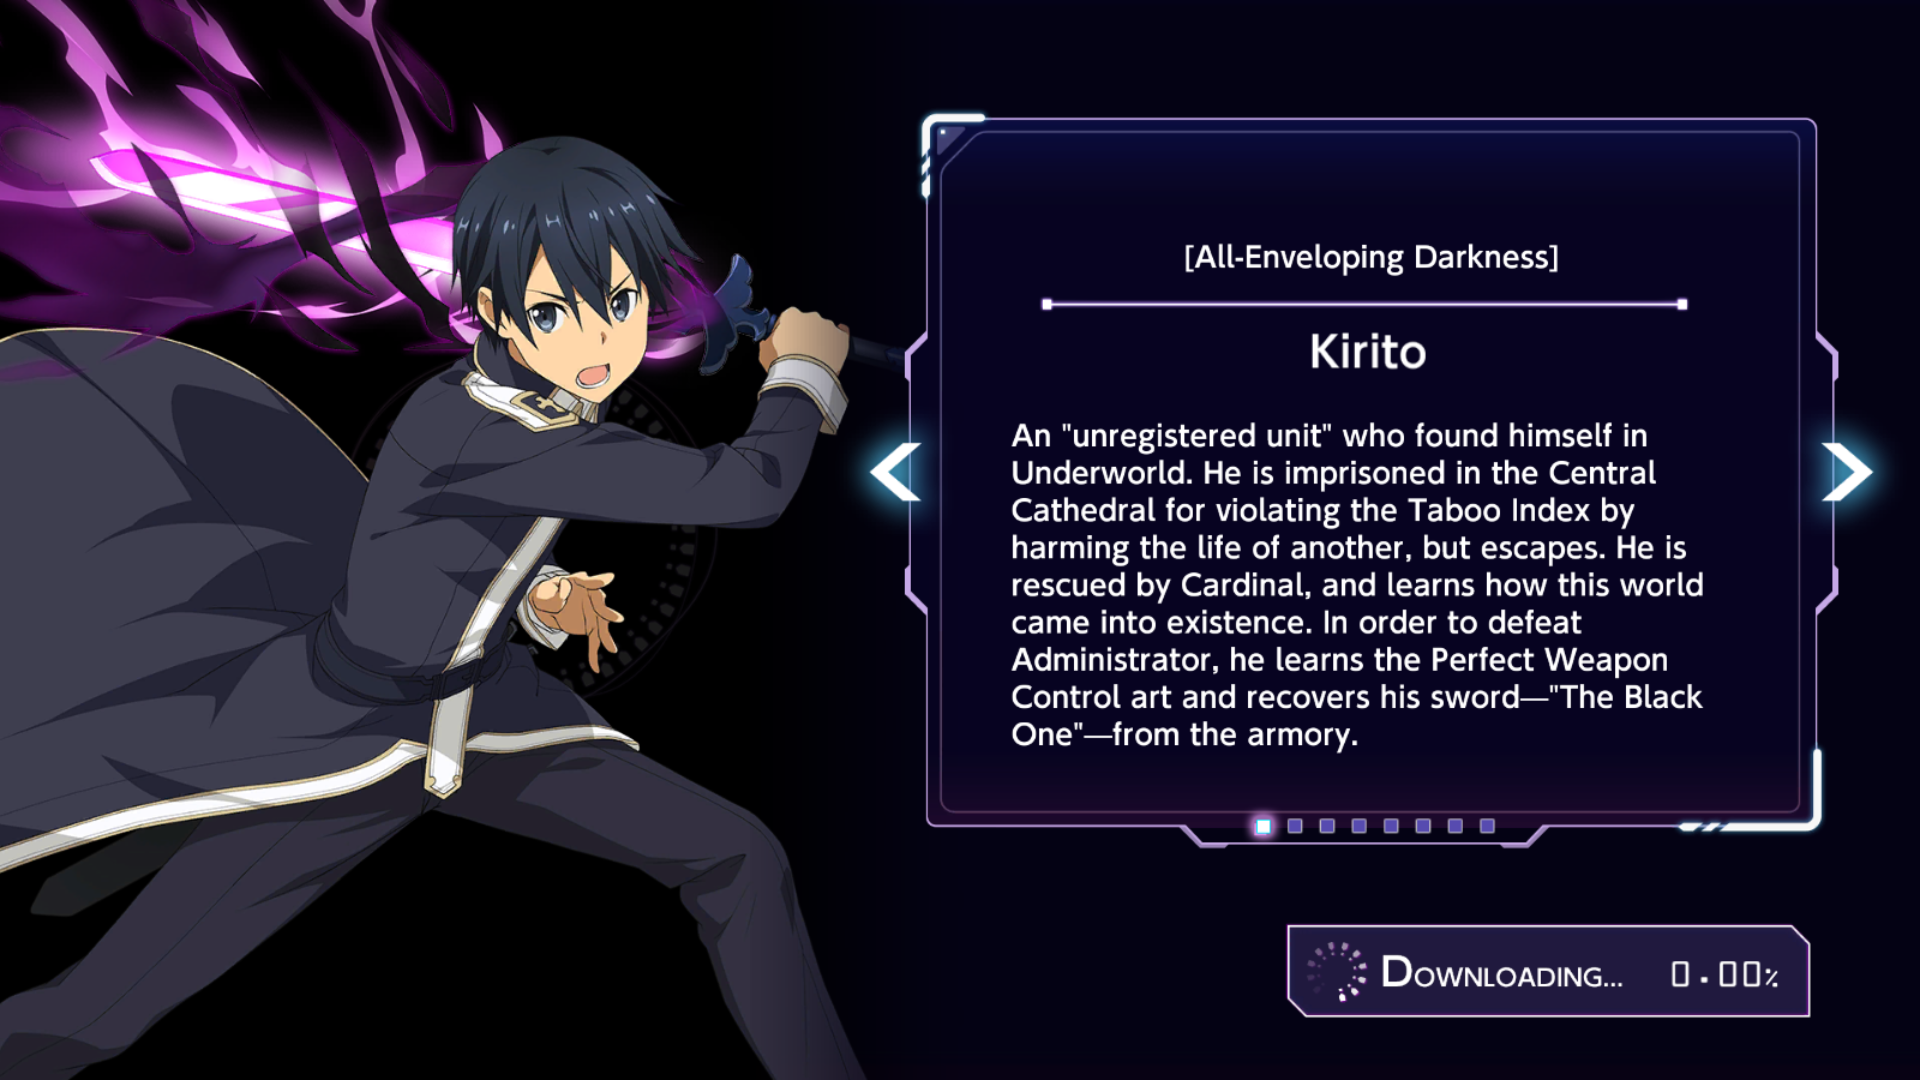 [All-Enveloping Darkness]
Kirito
An "unregistered unit" who found himself in
Underworld. He is imprisoned in the Central
Cathedral for violating the Taboo Index by
harming the life of another, but escapes. He is
rescued by Cardinal, and learns how this world
came into existence. In order to defeat
Administrator, he learns the Perfect Weapon
Control art and recovers his sword—"The Black
One"—from the armory.
Downloading... 0.00%